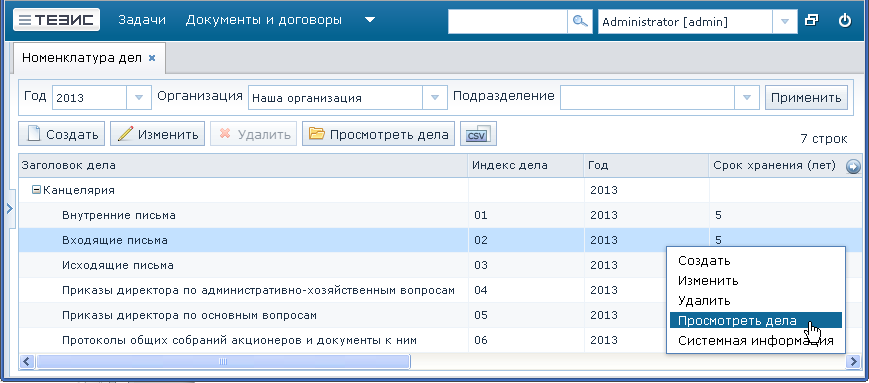 ТЕЗИС Задачи Документы и договоры Administrator [admin]
Номенклатура дел ×
Год 2013 Организация Наша организация Подразделение Применить
Создать Изменить Удалить Просмотреть дела CSV 7 строк
Заголовок дела Индекс дела Год Срок хранения (лет)
Канцелярия 2013
Внутренние письма 01 2013 5
Входящие письма 02 2013 5
Исходящие письма 03 2013
Приказы директора по административно-хозяйственным вопросам 04 2013
Приказы директора по основным вопросам 05 2013
Протоколы общих собраний акционеров и документы к ним 06 2013
Создать
Изменить
Удалить
Просмотреть дела
Системная информация